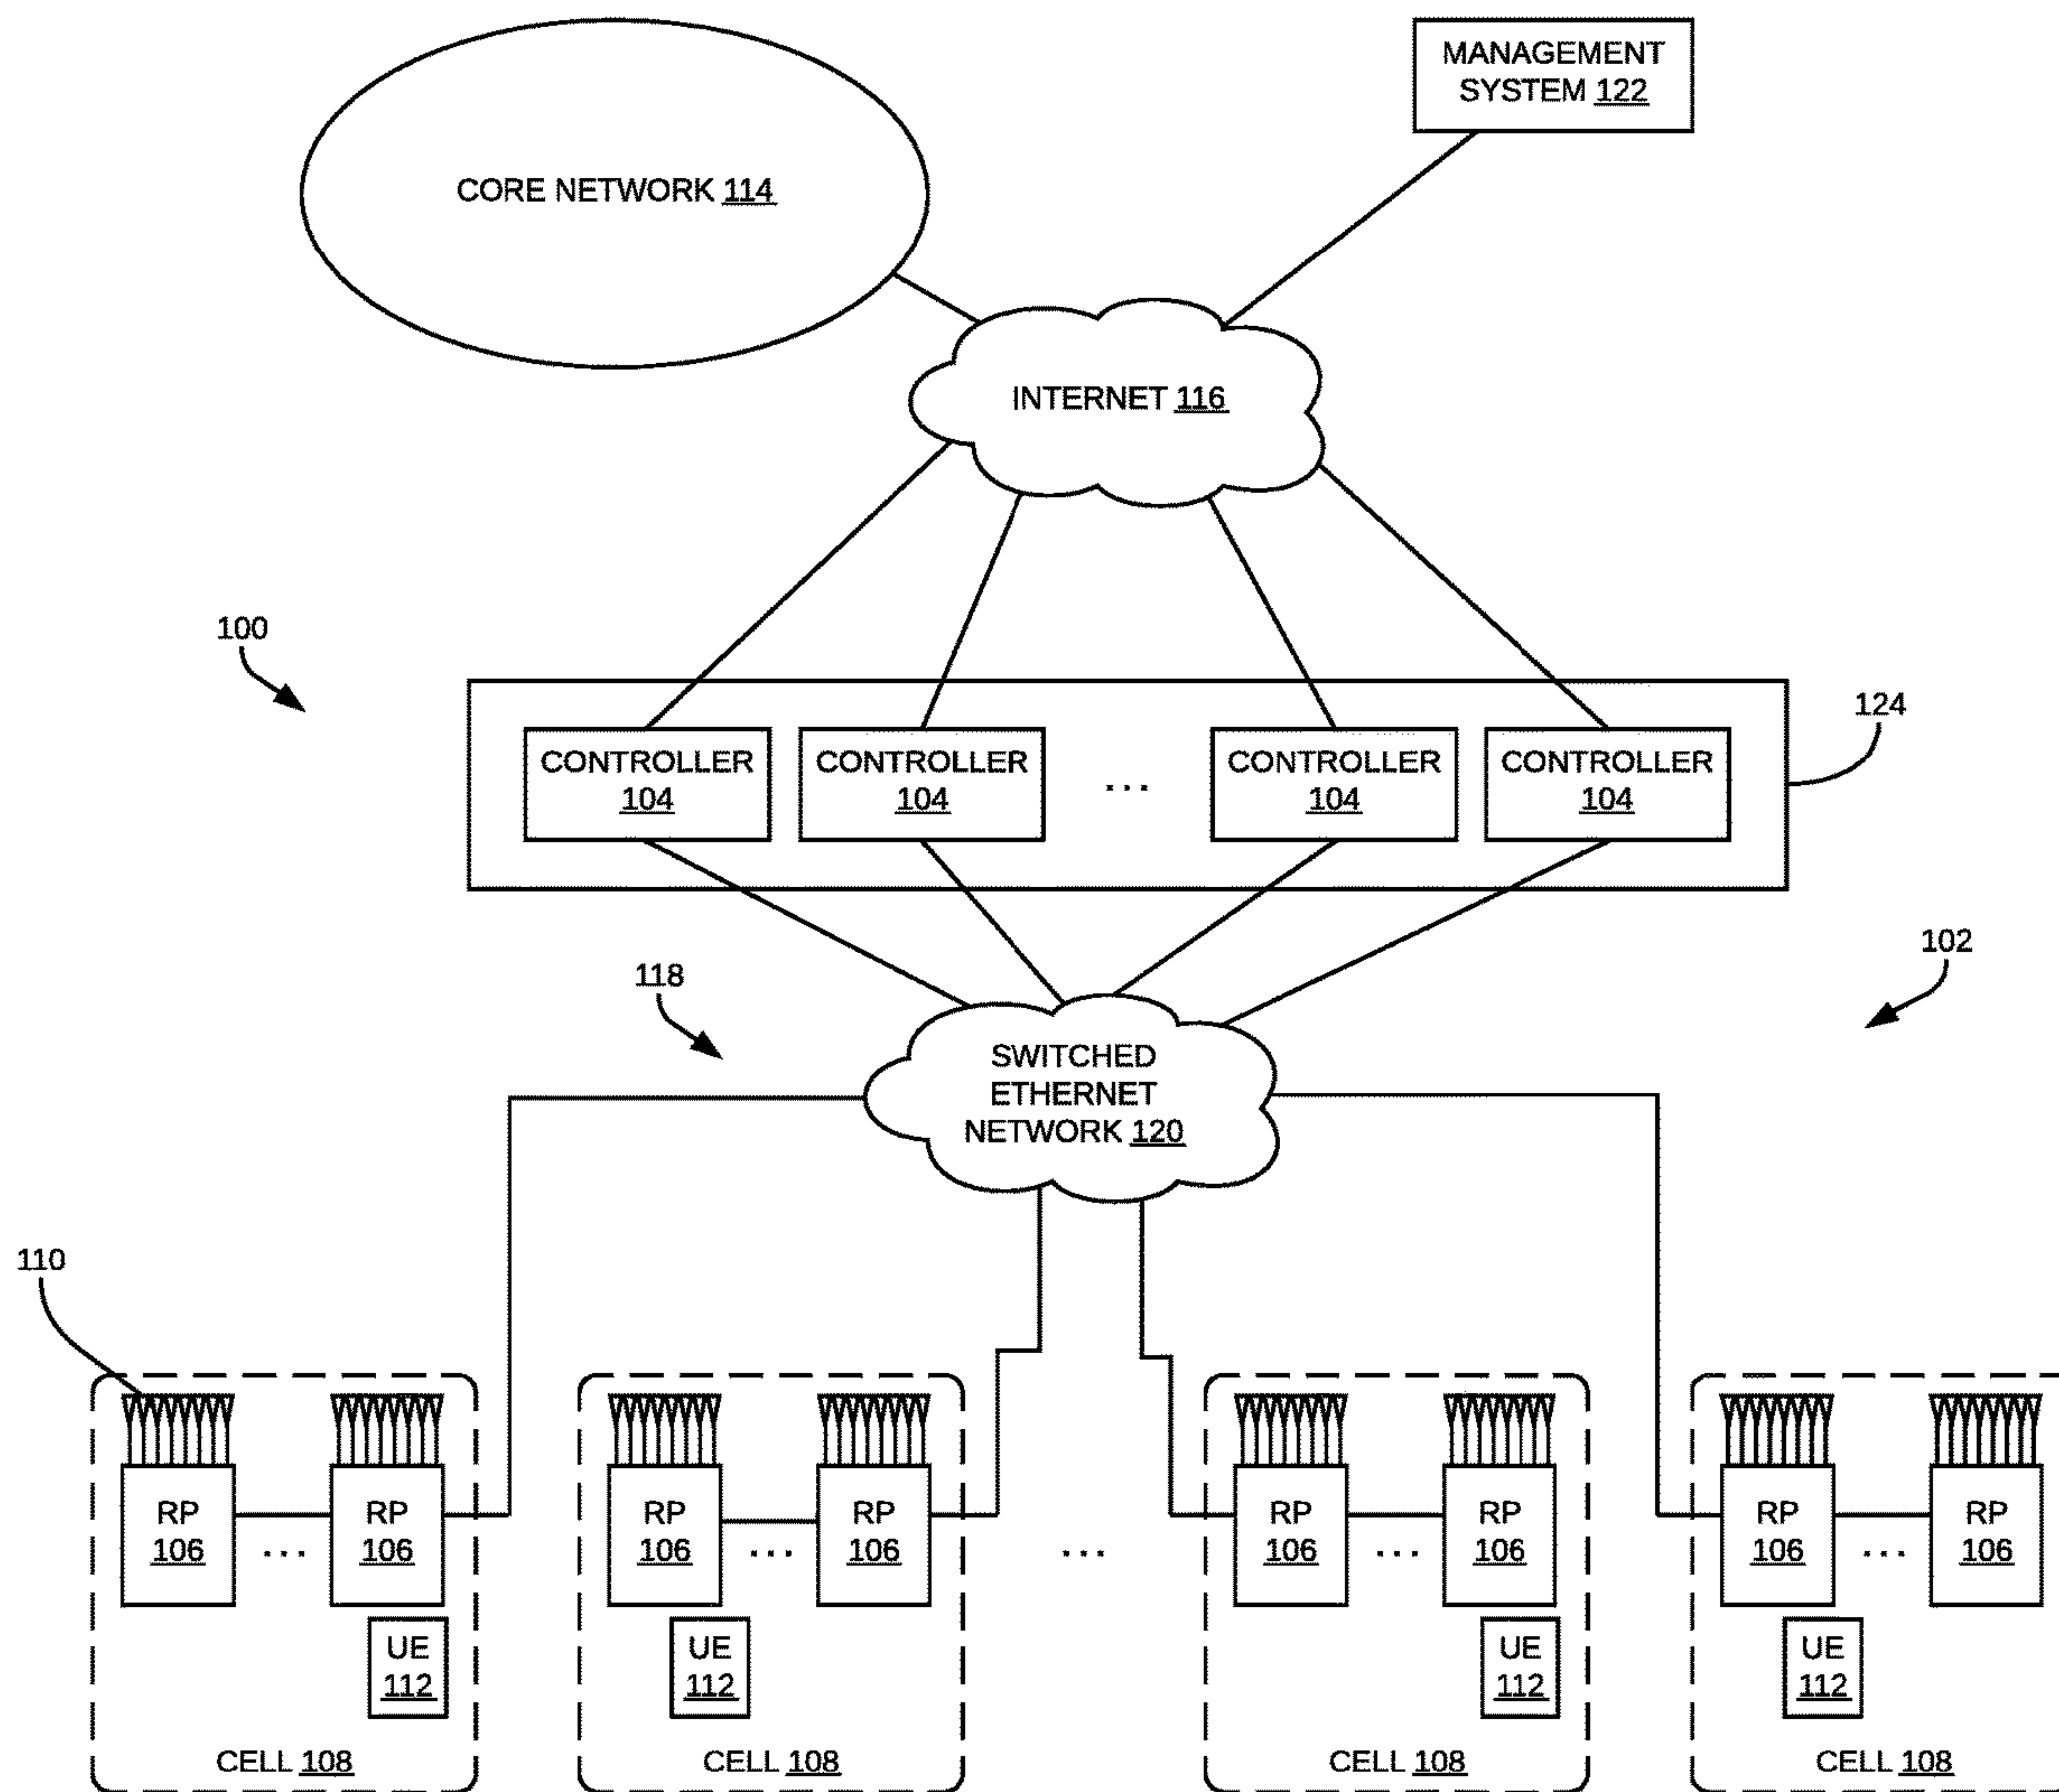 MANAGEMENT
SYSTEM 122
CORE NETWORK 114
INTERNET 116
100
124
CONTROLLER
104
CONTROLLER
104
...
CONTROLLER
104
CONTROLLER
104
102
118
SWITCHED
ETHERNET
NETWORK 120
110
RP
106
...
RP
106
RP
106
...
RP
106
...
RP
106
...
RP
106
RP
106
...
RP
106
UE
112
UE
112
UE
112
UE
112
CELL 108
CELL 108
CELL 108
CELL 108